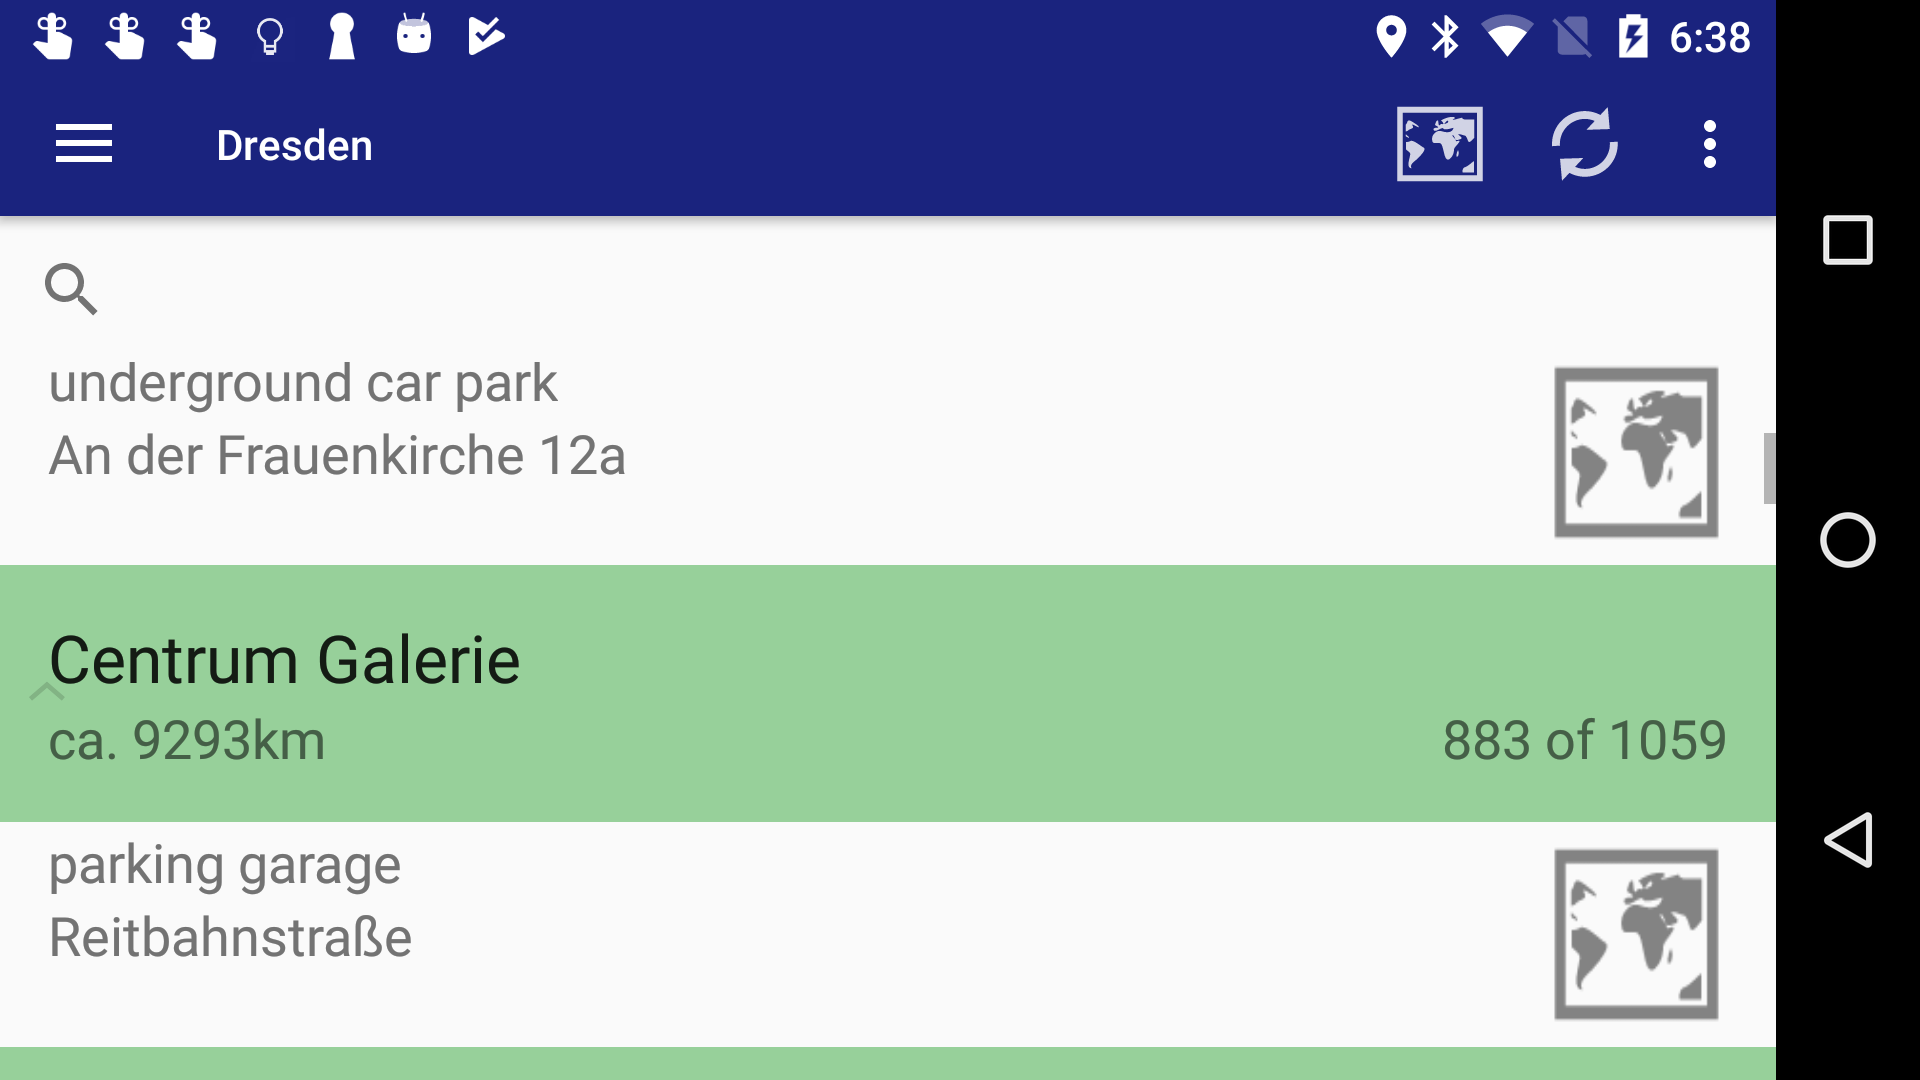 6:38
Dresden
underground car park
An der Frauenkirche 12a
Centrum Galerie
ca. 9293km
883 of 1059
parking garage
Reitbahnstraße